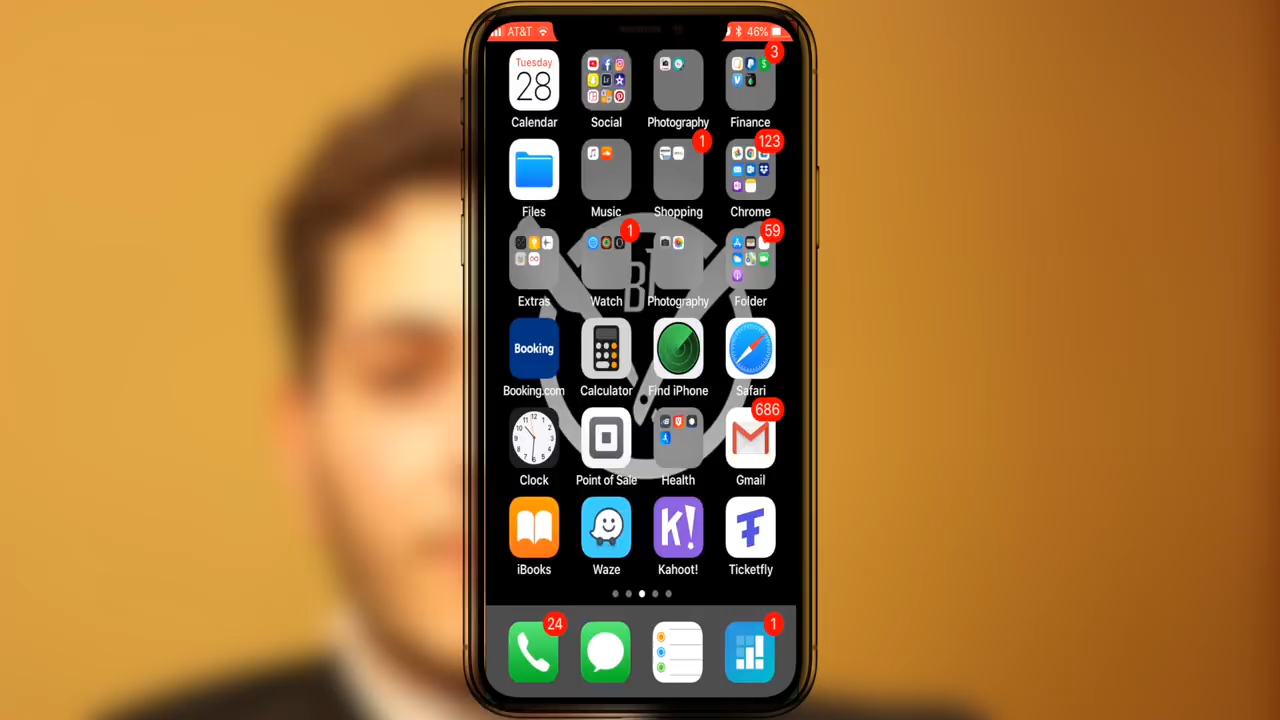 AT&T 46%
3
Tuesday
28
Calendar Social Photography Finance
1 123
Files Music Shopping Chrome
1 59
Extras Watch Photography Folder
Booking
Booking.com Calculator Find iPhone Safari
686
Clock Point of Sale Health Gmail
K!
iBooks Waze Kahoot! Ticketfly
24 1